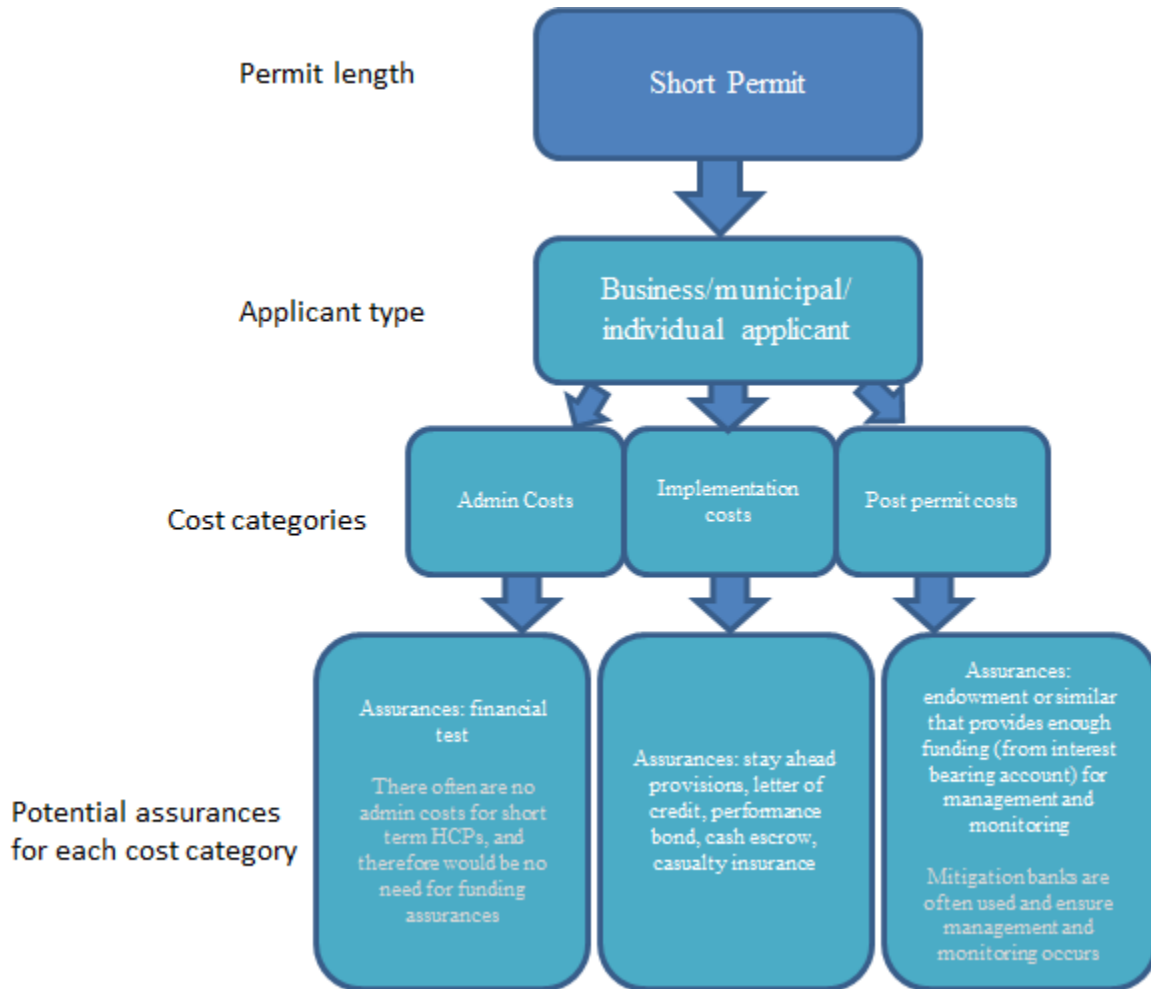 Permit length
Short Permit
Applicant type
Business/municipal/
individual applicant
Cost categories
Admin Costs
Implementation
costs
Post permit costs
Potential assurances
for each cost category
Assurances: financial
test
There often are no
admin costs for short
term HCPs, and
therefore would be no
need for funding
assurances
Assurances: stay ahead
provisions, letter of
credit, performance
bond, cash escrow,
casualty insurance
Assurances:
endowment or similar
that provides enough
funding (from interest
bearing account) for
management and
monitoring
Mitigation banks are
often used and ensure
management and
monitoring occurs